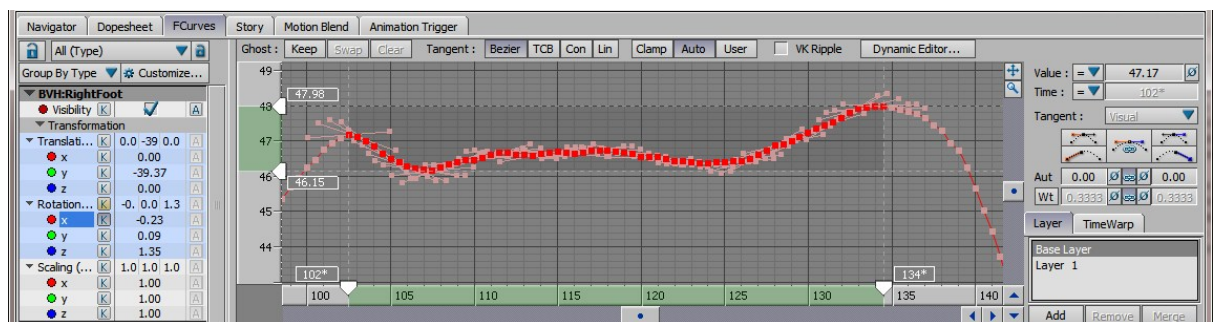 Navigator Dopesheet FCurves Story Motion Blend Animation Trigger
All (Type) Ghost : Keep Swap Clear Tangent : Bezier TCB Con Lin Clamp Auto User VK Ripple Dynamic Editor...
Group By Type Customize...
BVH:RightFoot
Visibility K A
Transformation
Translati... K 0.0 -39 0.0 A
x K 0.00 A
y K -39.37 A
z K 0.00 A
Rotation... K -0. 0.0 1.3 A
x K -0.23 A
y K 0.09 A
z K 1.35 A
Scaling (... K 1.0 1.0 1.0 A
x K 1.00 A
y K 1.00 A
z K 1.00 A
49
47.98
48
47
46
46.15
45
44
102* 134*
100 105 110 115 120 125 130 135 140
Value : = 47.17
Time : = 102*
Tangent : Visual
Aut 0.00 0.00
Wt 0.3333 0.3333
Layer TimeWarp
Base Layer
Layer 1
Add Remove Merge